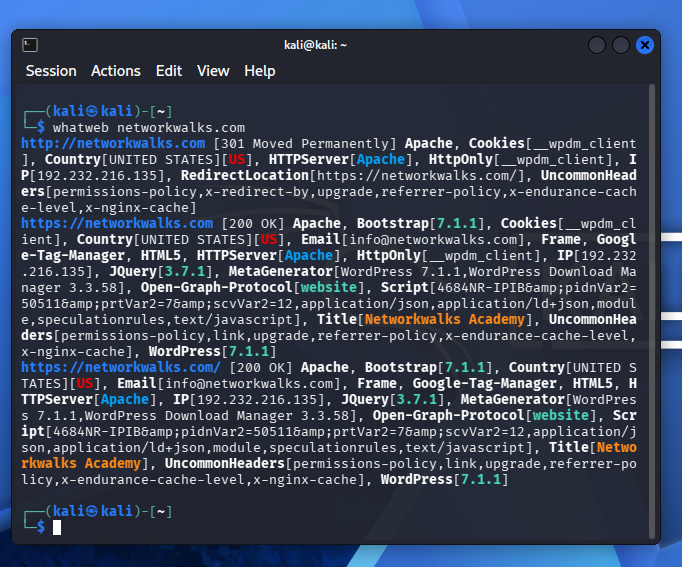 kali@kali: ~
Session Actions Edit View Help
┌──(kali㉿kali)-[~]
└─$ whatweb networkwalks.com
http://networkwalks.com [301 Moved Permanently] Apache, Cookies[__wpdm_client
], Country[UNITED STATES][US], HTTPServer[Apache], HttpOnly[__wpdm_client], I
P[192.232.216.135], RedirectLocation[https://networkwalks.com/], UncommonHead
ers[permissions-policy,x-redirect-by,upgrade,referrer-policy,x-endurance-cach
e-level,x-nginx-cache]
https://networkwalks.com [200 OK] Apache, Bootstrap[7.1.1], Cookies[__wpdm_cl
ient], Country[UNITED STATES][US], Email[info@networkwalks.com], Frame, Googl
e-Tag-Manager, HTML5, HTTPServer[Apache], HttpOnly[__wpdm_client], IP[192.232
.216.135], JQuery[3.7.1], MetaGenerator[WordPress 7.1.1,WordPress Download Ma
nager 3.3.58], Open-Graph-Protocol[website], Script[4684NR-IPIB&amp;pidnVar2=
50511&amp;prtVar2=7&amp;scvVar2=12,application/json,application/ld+json,modul
e,speculationrules,text/javascript], Title[Networkwalks Academy], UncommonHea
ders[permissions-policy,link,upgrade,referrer-policy,x-endurance-cache-level,
x-nginx-cache], WordPress[7.1.1]
https://networkwalks.com/ [200 OK] Apache, Bootstrap[7.1.1], Country[UNITED S
TATES][US], Email[info@networkwalks.com], Frame, Google-Tag-Manager, HTML5, H
TTPServer[Apache], IP[192.232.216.135], JQuery[3.7.1], MetaGenerator[WordPres
s 7.1.1,WordPress Download Manager 3.3.58], Open-Graph-Protocol[website], Scr
ipt[4684NR-IPIB&amp;pidnVar2=50511&amp;prtVar2=7&amp;scvVar2=12,application/j
son,application/ld+json,module,speculationrules,text/javascript], Title[Netwo
rkwalks Academy], UncommonHeaders[permissions-policy,link,upgrade,referrer-po
licy,x-endurance-cache-level,x-nginx-cache], WordPress[7.1.1]
┌──(kali㉿kali)-[~]
└─$